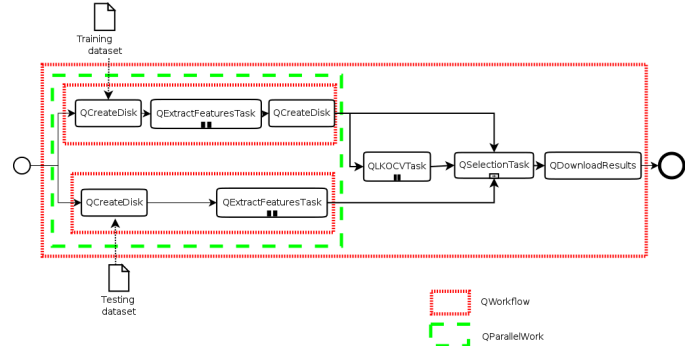 Training
dataset
QCreateDisk
QExtractFeaturesTask
QCreateDisk
QLKOCVTask
QSelectionTask
QDownloadResults
QCreateDisk
QExtractFeaturesTask
Testing
dataset
QWorkflow
QParallelWork